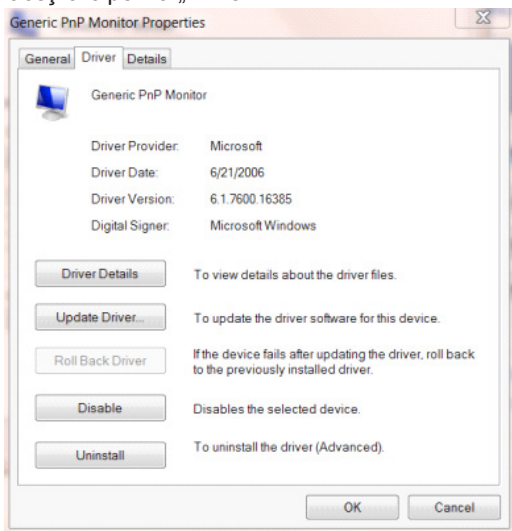 Generic PnP Monitor Properties
General Driver Details
Generic PnP Monitor
Driver Provider: Microsoft
Driver Date: 6/21/2006
Driver Version: 6.1.7600.16385
Digital Signer: Microsoft Windows
Driver Details To view details about the driver files.
Update Driver... To update the driver software for this device.
Roll Back Driver If the device fails after updating the driver, roll back
to the previously installed driver.
Disable Disables the selected device.
Uninstall To uninstall the driver (Advanced).
OK Cancel